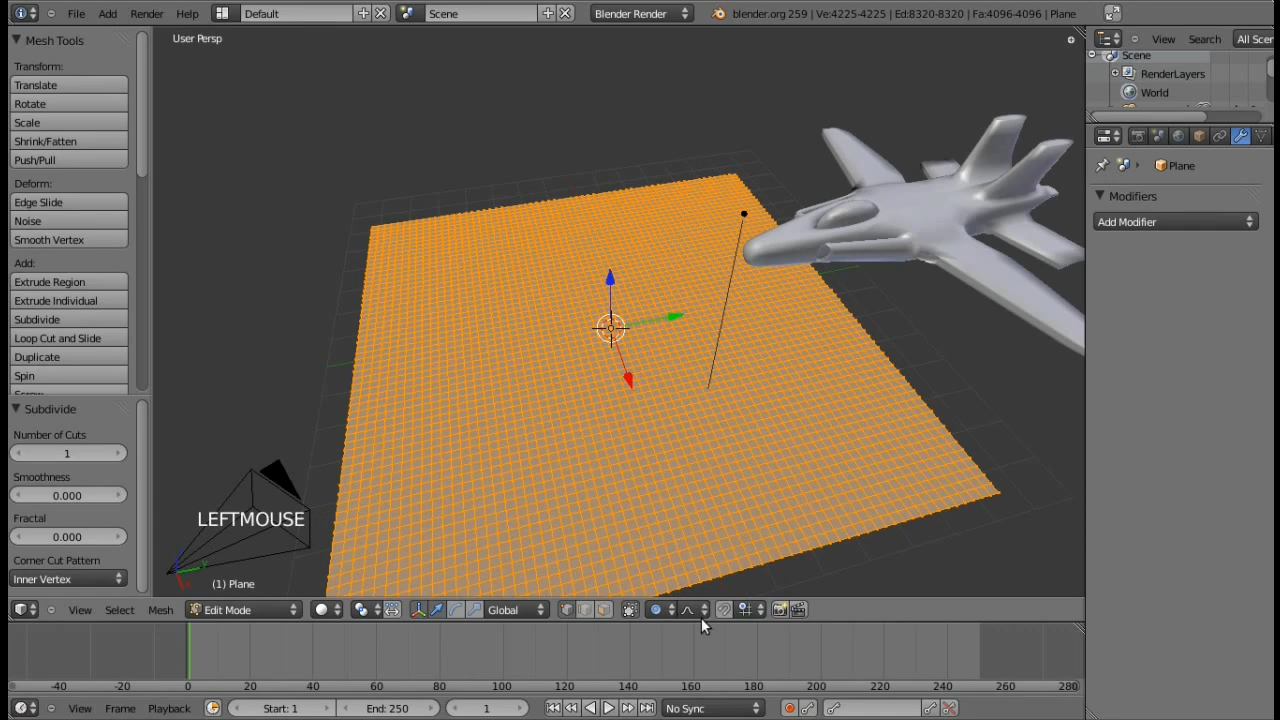 File Add Render Help Default Scene Blender Render blender.org 259 | Ve:4225-4225 | Ed:8320-8320 | Fa:4096-4096 | Plane
Mesh Tools
Transform:
Translate
Rotate
Scale
Shrink/Fatten
Push/Pull
Deform:
Edge Slide
Noise
Smooth Vertex
Add:
Extrude Region
Extrude Individual
Subdivide
Loop Cut and Slide
Duplicate
Spin
Subdivide
Number of Cuts
1
Smoothness
0.000
Fractal
0.000
Corner Cut Pattern
Inner Vertex
User Persp
LEFTMOUSE
(1) Plane
View Search All Scen
Scene
RenderLayers
World
Plane
Modifiers
Add Modifier
View Select Mesh Edit Mode Global
-40 -20 0 20 40 60 80 100 120 140 160 180 200 220 240 260 280
View Frame Playback Start: 1 End: 250 1 No Sync